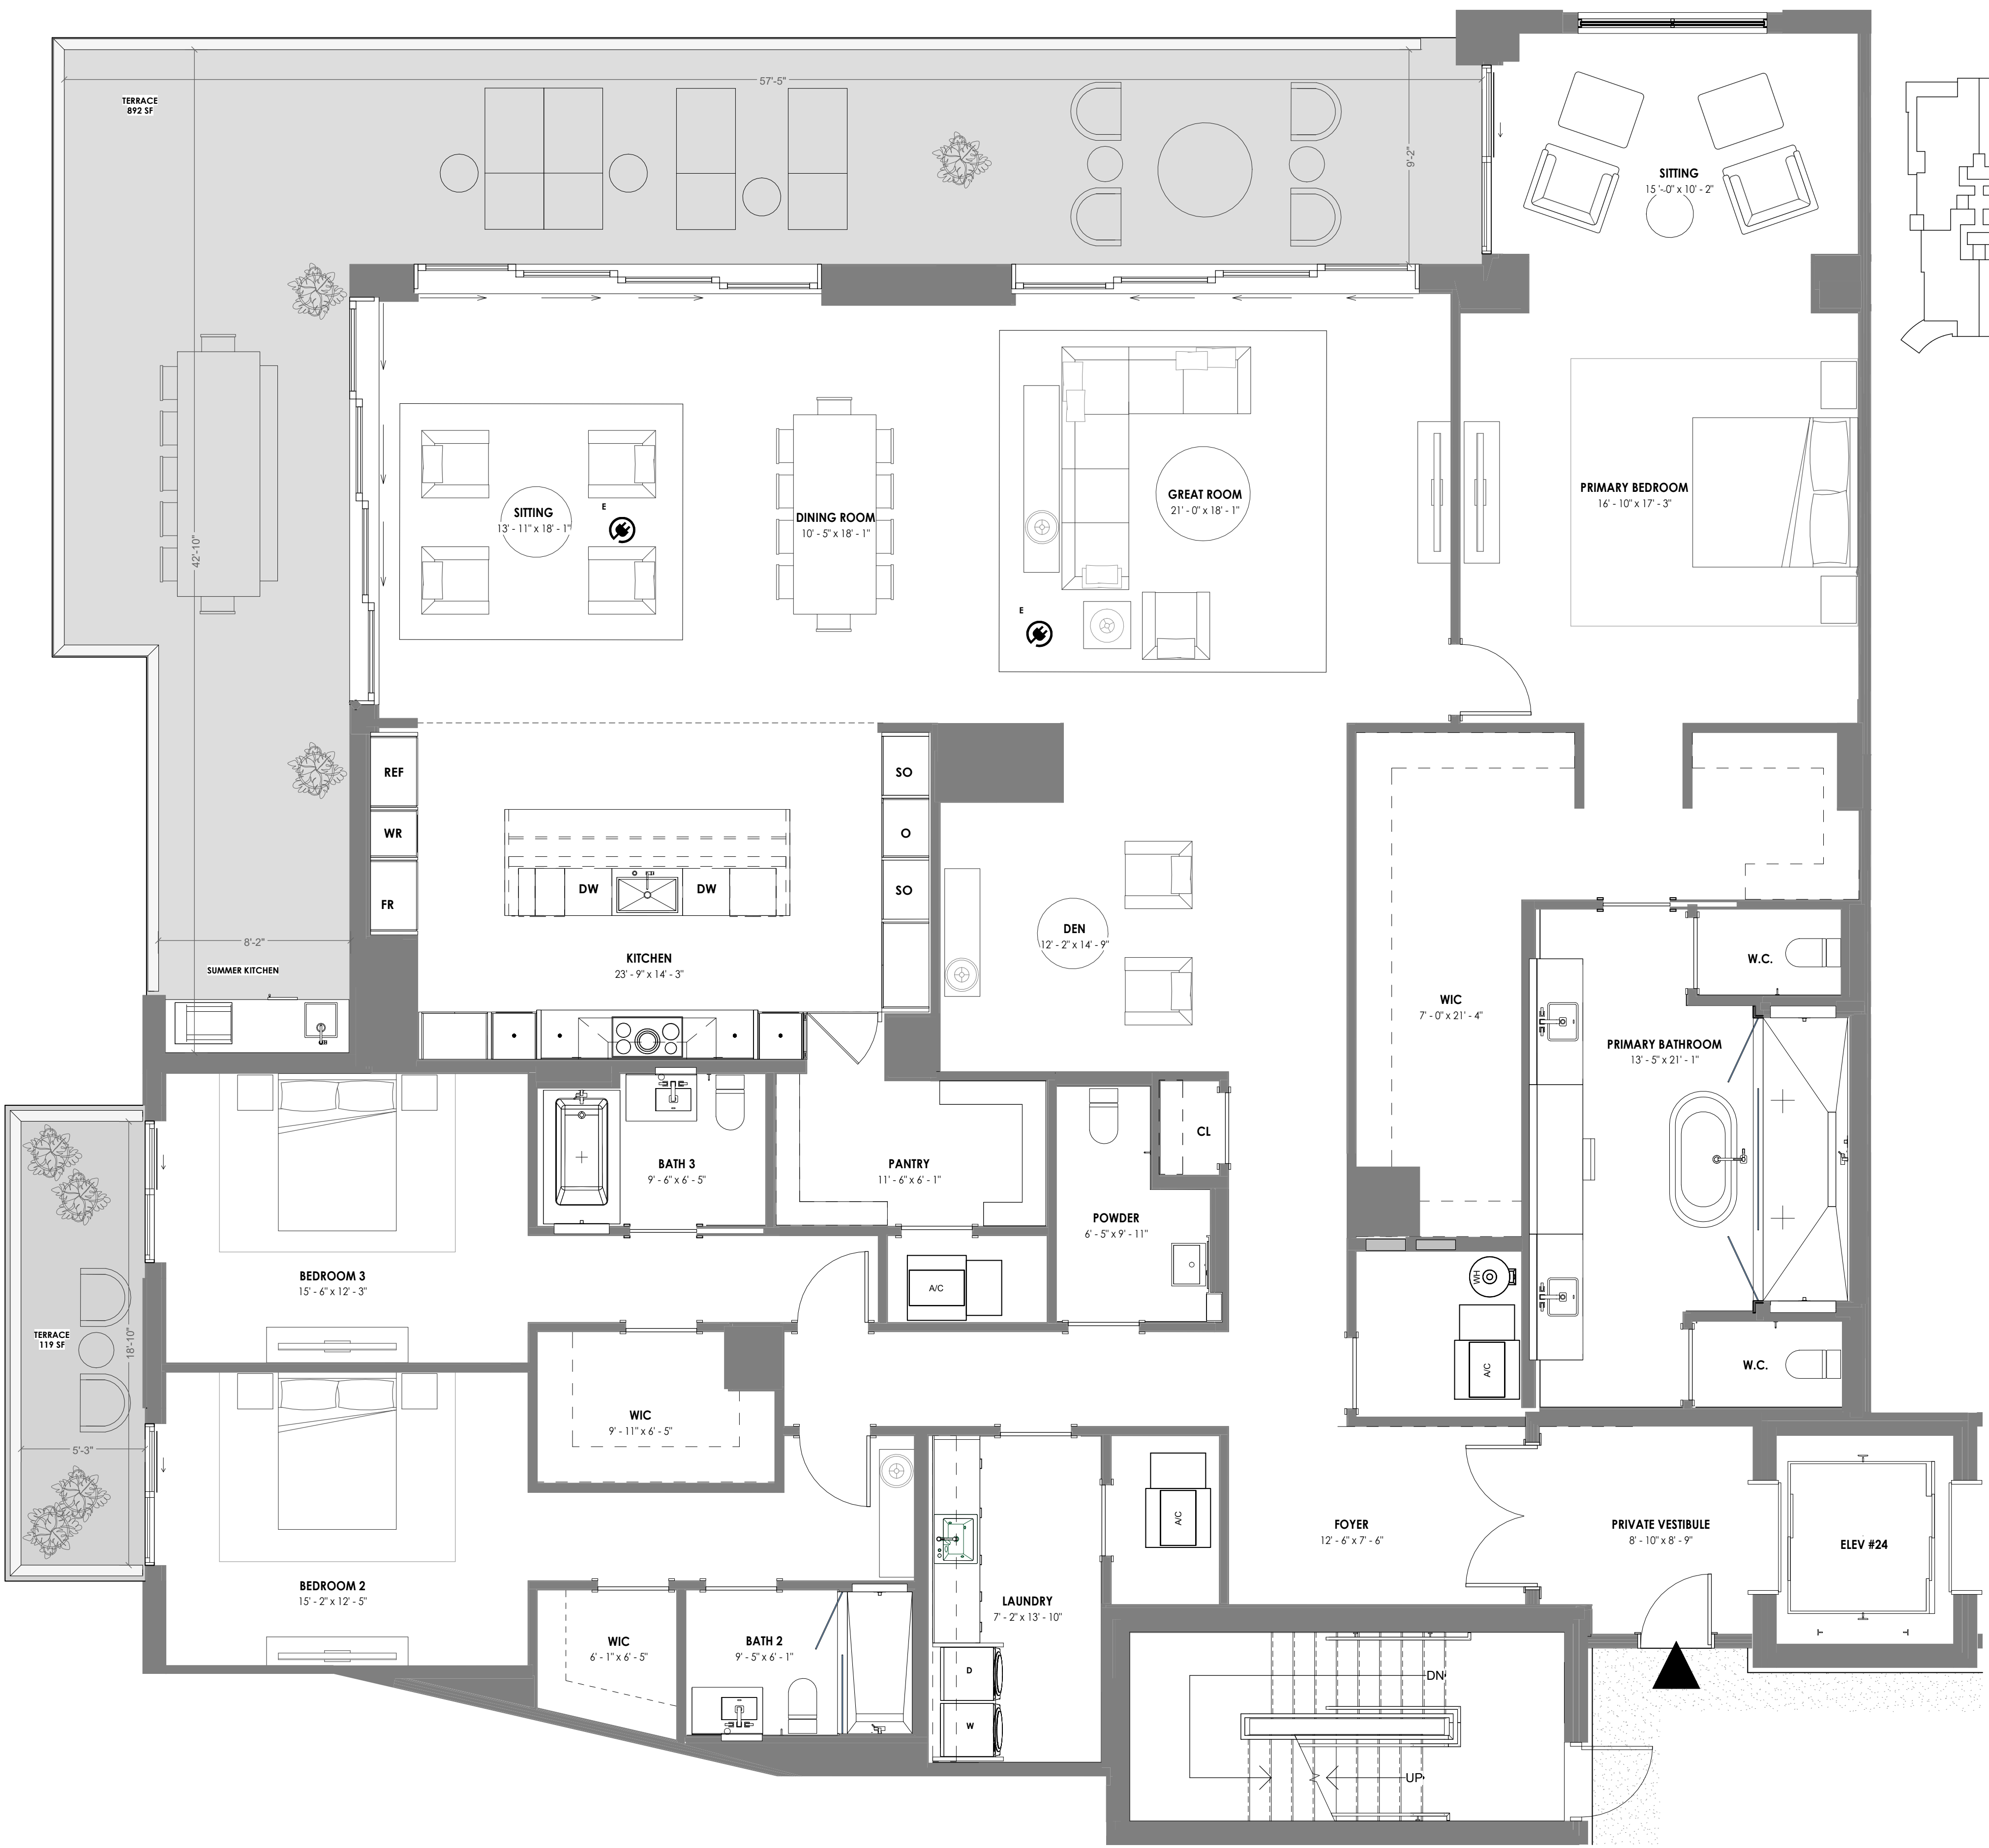 57'-5"
TERRACE
892 SF
9'-2"
SITTING
15 '-0" x 10' - 2"
42'-10"
SITTING
13' - 11" x 18' - 1"
E
DINING ROOM
10' - 5" x 18' - 1"
GREAT ROOM
21' - 0" x 18' - 1"
E
PRIMARY BEDROOM
16' - 10" x 17' - 3"
REF
WR
FR
SO
O
SO
DW
DW
KITCHEN
23' - 9" x 14' - 3"
DEN
12' - 2" x 14' - 9"
8'-2"
SUMMER KITCHEN
WIC
7' - 0" x 21' - 4"
W.C.
PRIMARY BATHROOM
13' - 5" x 21' - 1"
CL
BATH 3
9' - 6" x 6' - 5"
PANTRY
11' - 6" x 6' - 1"
POWDER
6' - 5" x 9' - 11"
BEDROOM 3
15' - 6" x 12' - 3"
A/C
WH
A/C
TERRACE
119 SF
18'-10"
5'-3"
W.C.
WIC
9' - 11" x 6' - 5"
BEDROOM 2
15' - 2" x 12' - 5"
WIC
6' - 1" x 6' - 5"
BATH 2
9' - 5" x 6' - 1"
LAUNDRY
7' - 2" x 13' - 10"
D
W
A/C
FOYER
12' - 6" x 7' - 6"
PRIVATE VESTIBULE
8' - 10" x 8' - 9"
ELEV #24
DN
UP